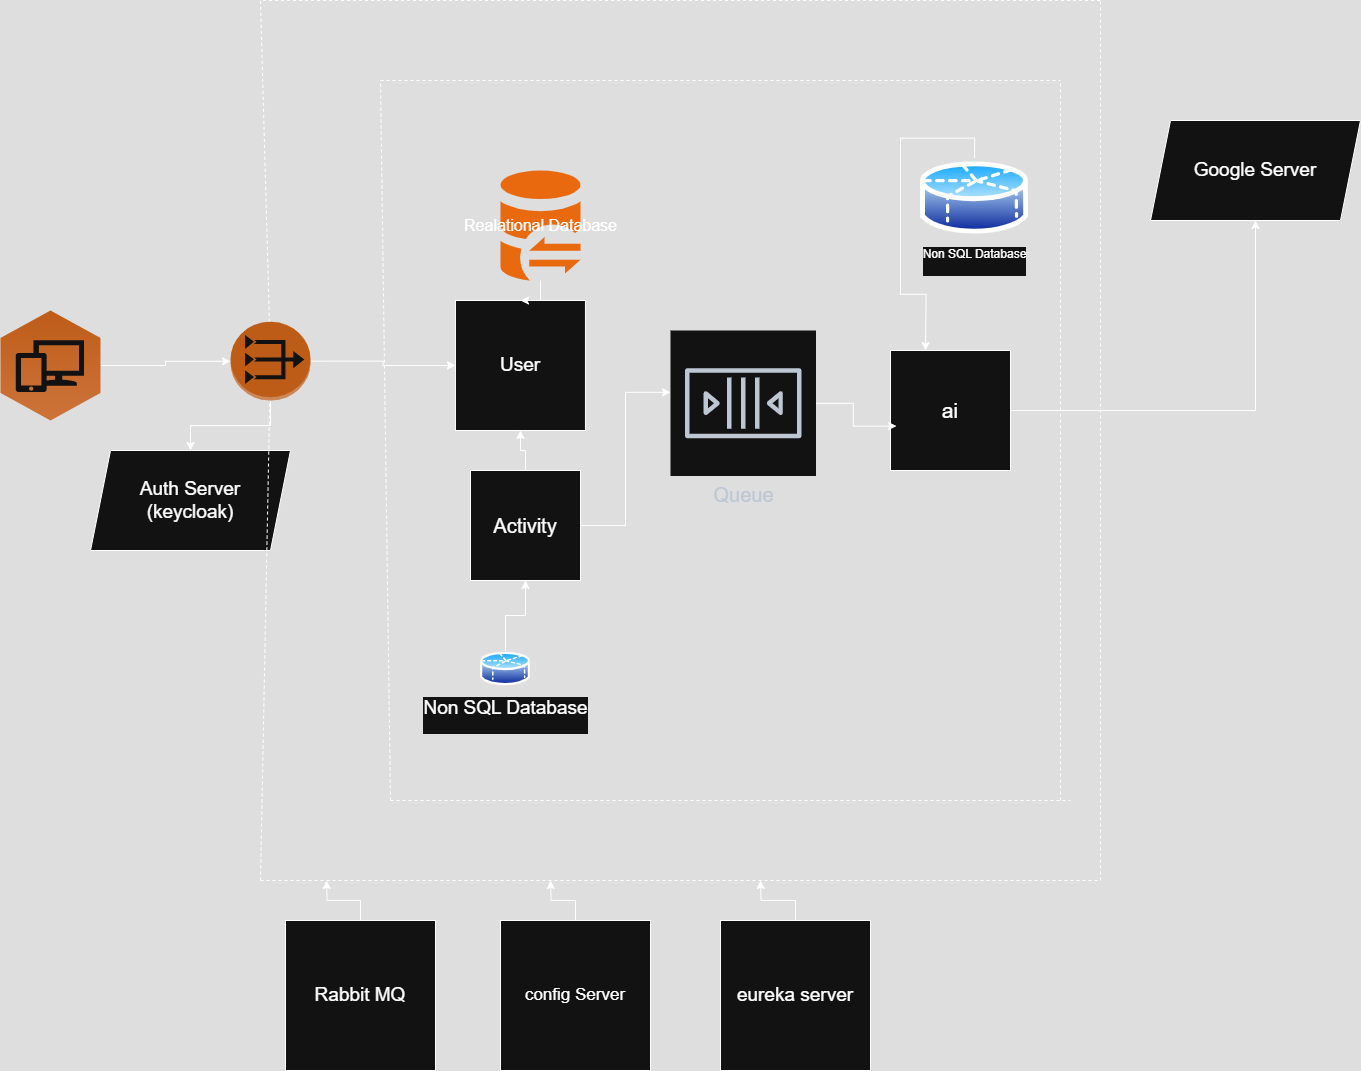 Google Server
Realational Database
Non SQL Database
User
ai
Auth Server
(keycloak)
Queue
Activity
Non SQL Database
Rabbit MQ
config Server
eureka server